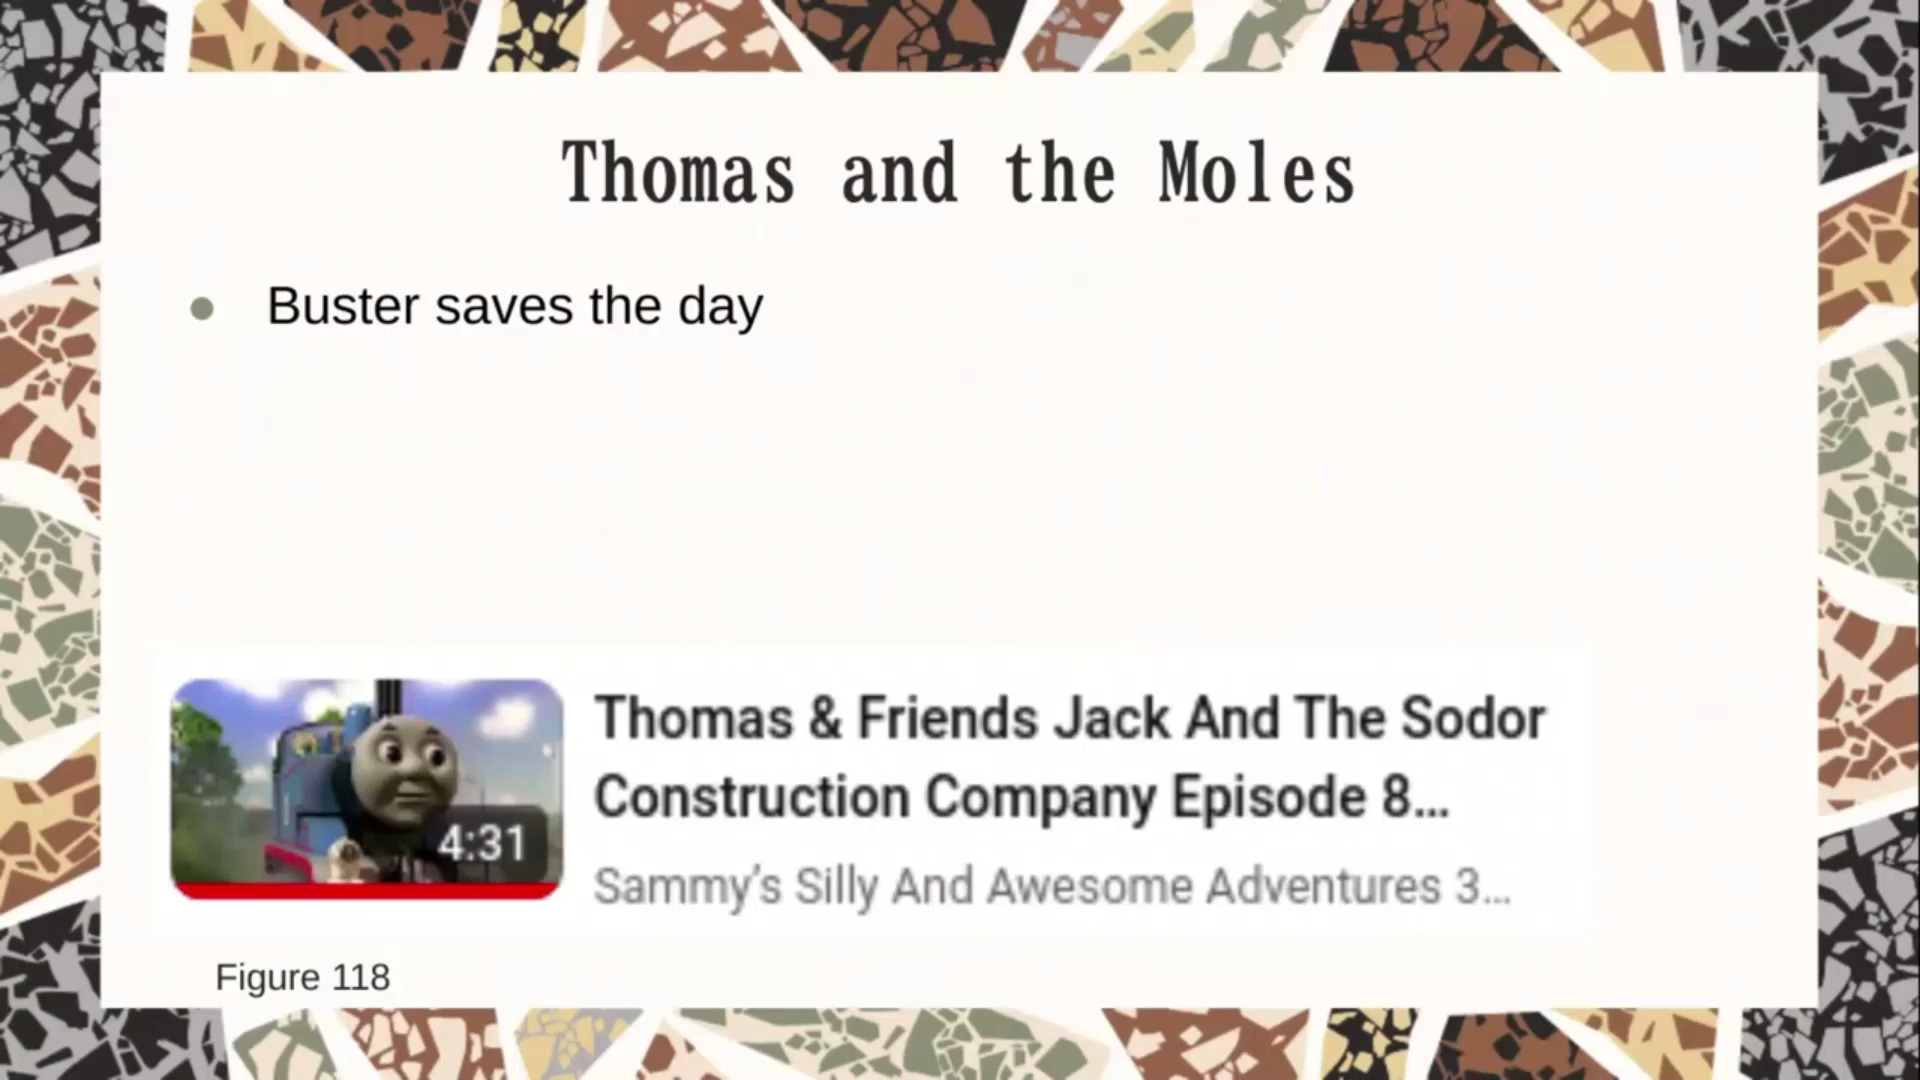 Thomas and the Moles
Buster saves the day
Thomas & Friends Jack And The Sodor
Construction Company Episode 8...
4:31
Sammy's Silly And Awesome Adventures 3...
Figure 118